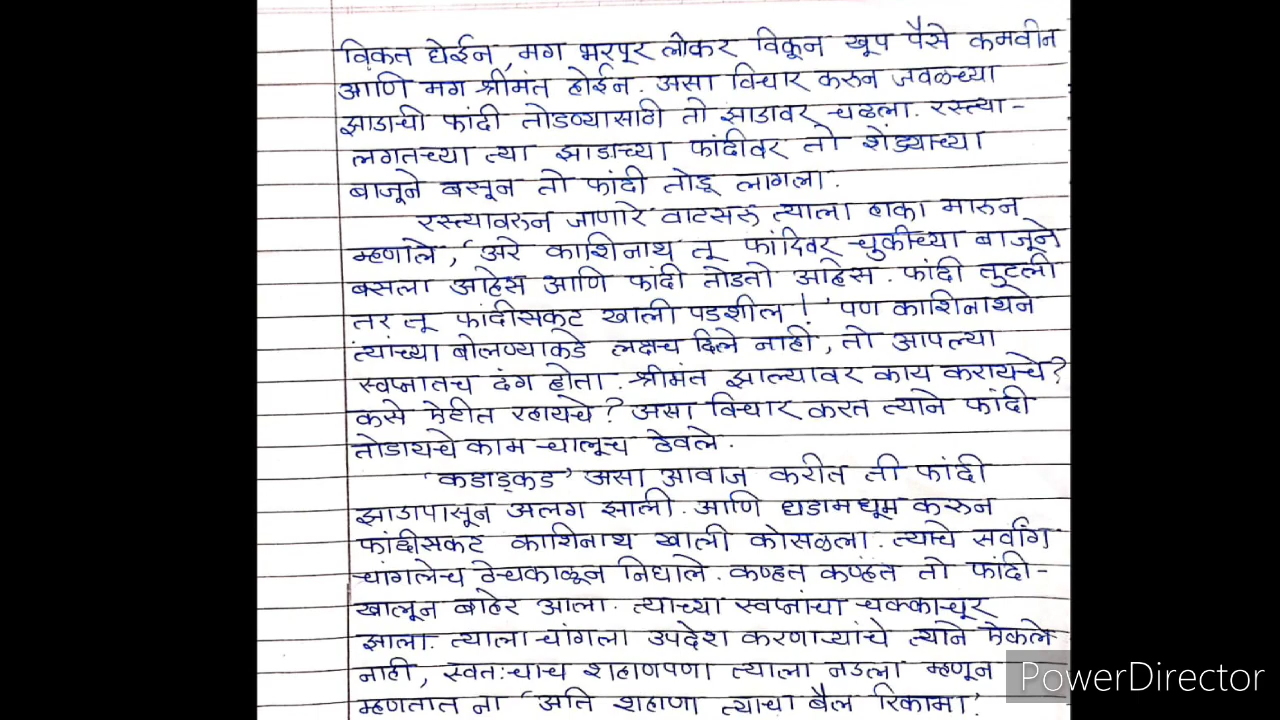 विकत घेईन, मग भरपूर लोकर विकून खूप पैसे कमवीन
आणि मग श्रीमंत होईन. असा विचार करुन जवळच्या
झाडाची फांदी तोडण्यासाठी तो झाडावर चढला. रस्त्या-
लगतच्या त्या झाडाच्या फांदीवर तो शेंड्याच्या
बाजूने बसून तो फांदी तोडू लागला.
रस्त्यावरुन जाणारे वाटसरु त्याला हाका मारुन
म्हणाले, 'अरे काशिनाथ तू फांदिवर चुकीच्या बाजूने
बसला आहेस आणि फांदी तोडतो आहेस. फांदी तुटली
तर तू फांदीसकट खाली पडशील!' पण काशिनाथने
त्यांच्या बोलण्याकडे लक्षच दिले नाही, तो आपल्या
स्वप्नातच दंग होता. श्रीमंत झाल्यावर काय करायचे?
कसे ऐटीत रहायचे? असा विचार करत त्याने फांदी
तोडायचे काम चालूच ठेवले.
'कडाड्कड' असा आवाज करीत ती फांदी
झाडापासून अलग झाली. आणि धडामधूम करुन
फांदीसकट काशिनाथ खाली कोसळला. त्याचे सर्वांग
चांगलेच ठेचकाळून निघाले. कण्हत कण्हत तो फांदी-
खालून बाहेर आला. त्याच्या स्वप्नांचा चक्काचूर
झाला. त्याला चांगला उपदेश करणाऱ्यांचे त्याने ऐकले
नाही, स्वतःचाच शहाणपणा त्याला नडला म्हणून
म्हणतात ना 'अति शहाणा त्याचा बैल रिकामा.'
PowerDirector